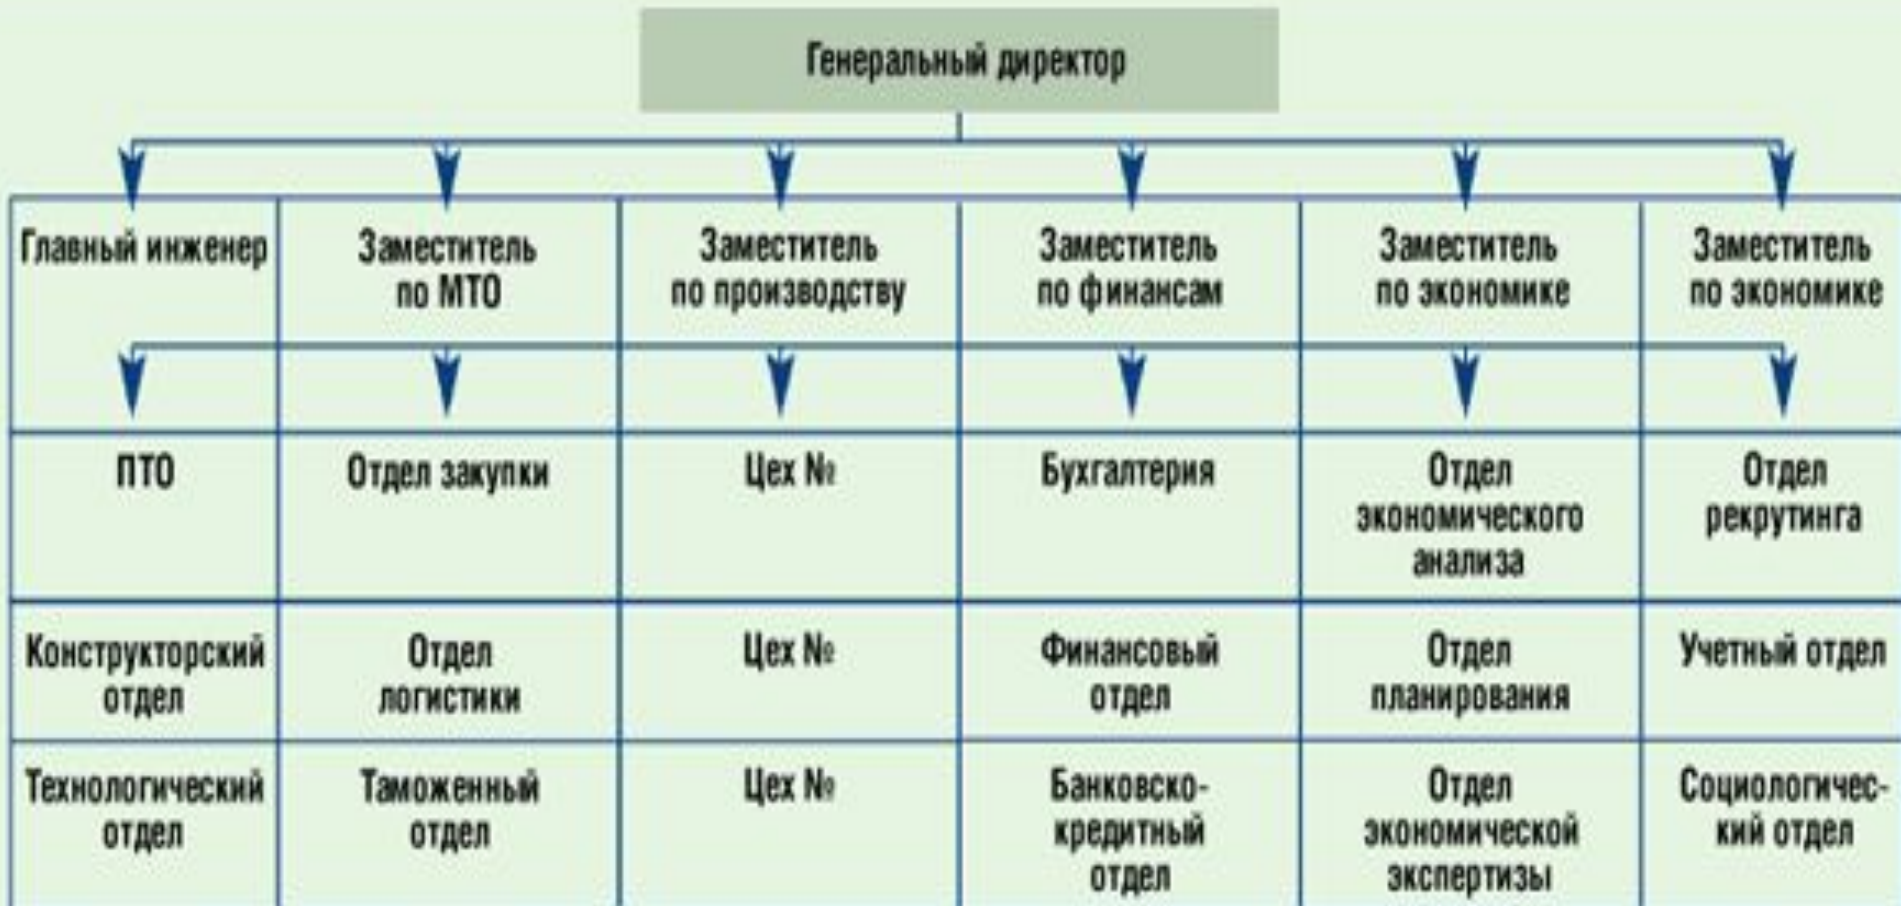 Генеральный директор
Главный инженер
Заместитель
по МТО
Заместитель
по производству
Заместитель
по финансам
Заместитель
по экономике
Заместитель
по экономике
ПТО
Отдел закупки
Цех №
Бухгалтерия
Отдел
экономического
анализа
Отдел
рекрутинга
Конструкторский
отдел
Отдел
логистики
Цех №
Финансовый
отдел
Отдел
планирования
Учетный отдел
Технологический
отдел
Таможенный
отдел
Цех №
Банковско-
кредитный
отдел
Отдел
экономической
экспертизы
Социологичес-
кий отдел